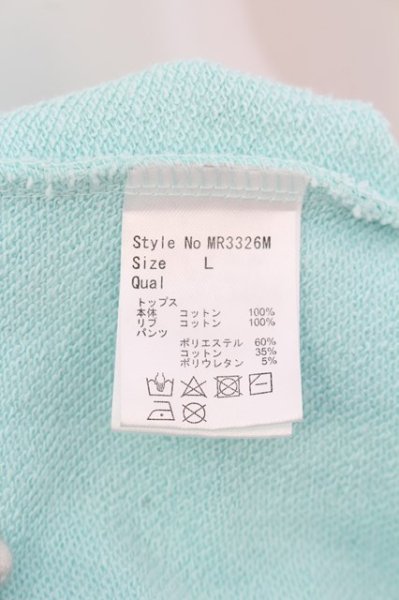 Style No MR3326M
Size L
Qual
トップス
本体 コットン 100%
リブ コットン 100%
パンツ
ポリエステル 60%
コットン 35%
ポリウレタン 5%